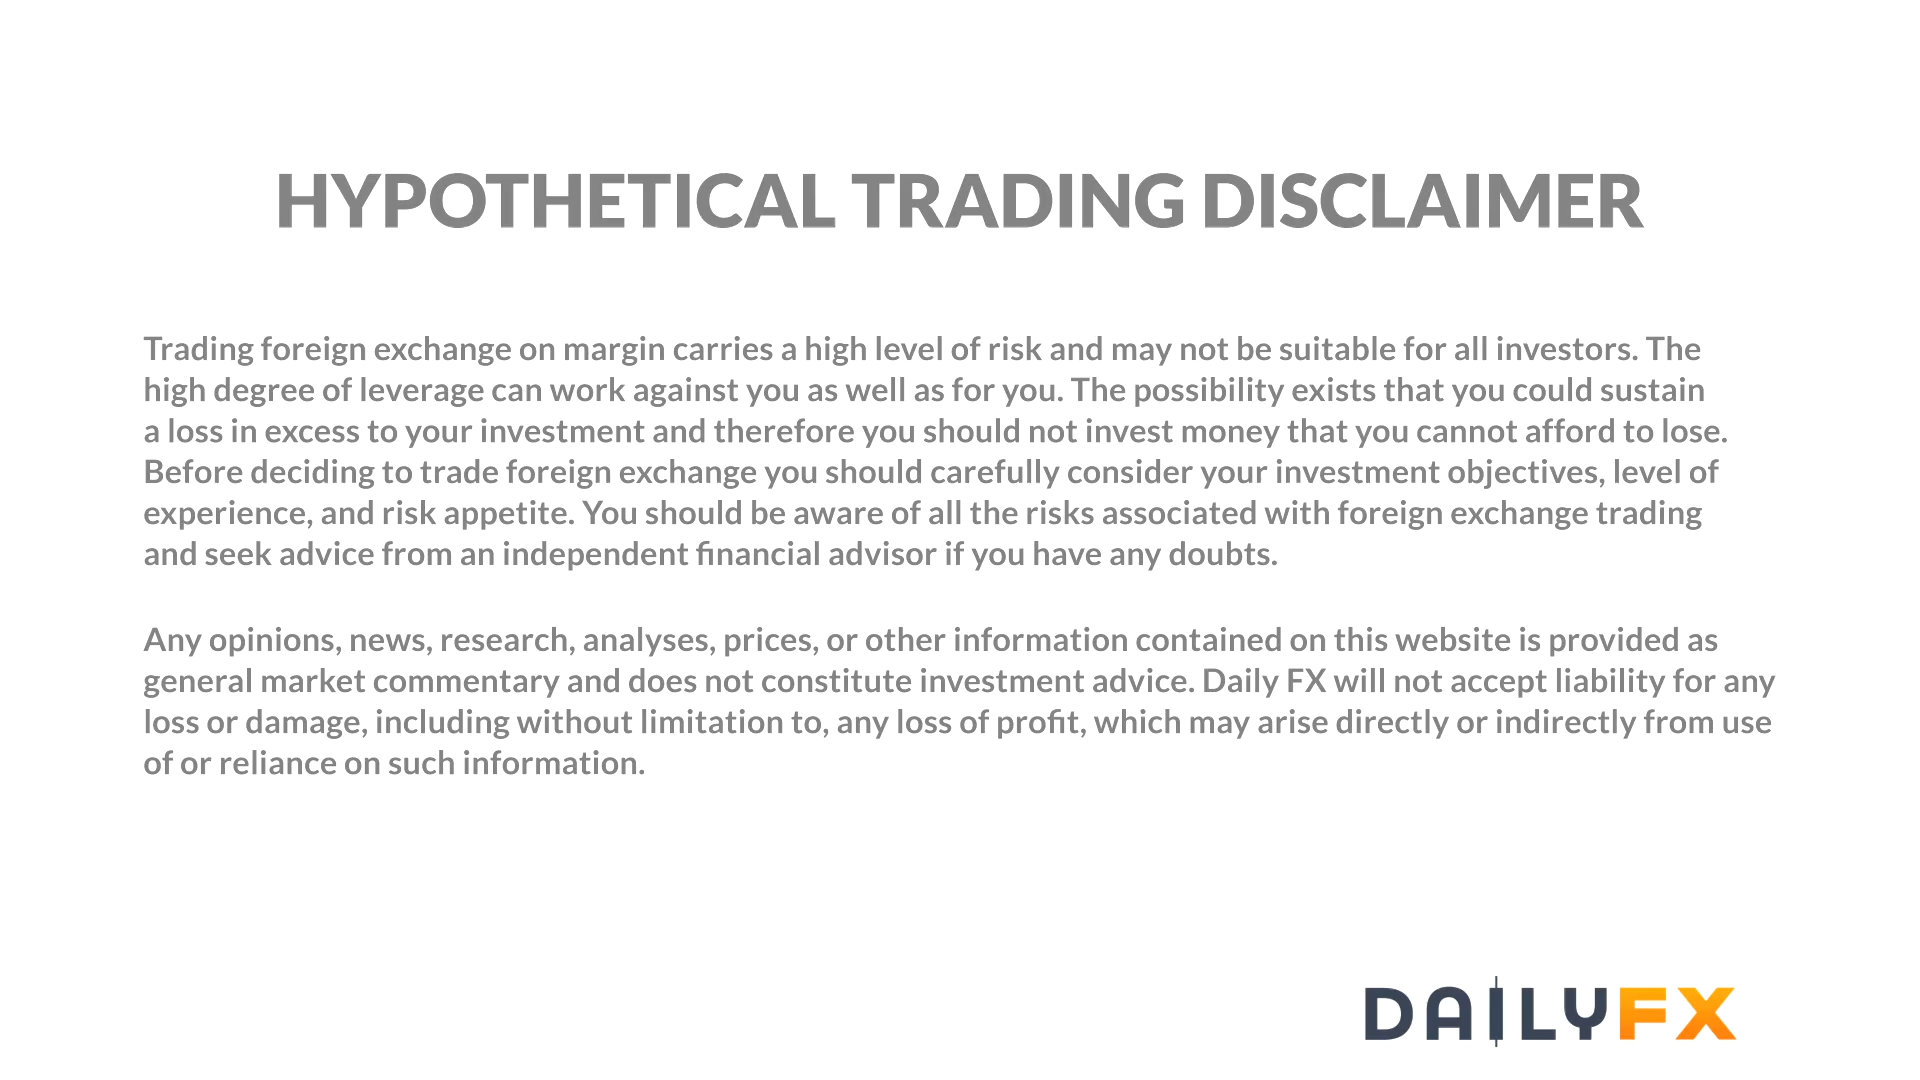 HYPOTHETICAL TRADING DISCLAIMER
Trading foreign exchange on margin carries a high level of risk and may not be suitable for all investors. The
high degree of leverage can work against you as well as for you. The possibility exists that you could sustain
a loss in excess to your investment and therefore you should not invest money that you cannot afford to lose.
Before deciding to trade foreign exchange you should carefully consider your investment objectives, level of
experience, and risk appetite. You should be aware of all the risks associated with foreign exchange trading
and seek advice from an independent financial advisor if you have any doubts.
Any opinions, news, research, analyses, prices, or other information contained on this website is provided as
general market commentary and does not constitute investment advice. Daily FX will not accept liability for any
loss or damage, including without limitation to, any loss of profit, which may arise directly or indirectly from use
of or reliance on such information.
DAILYFX